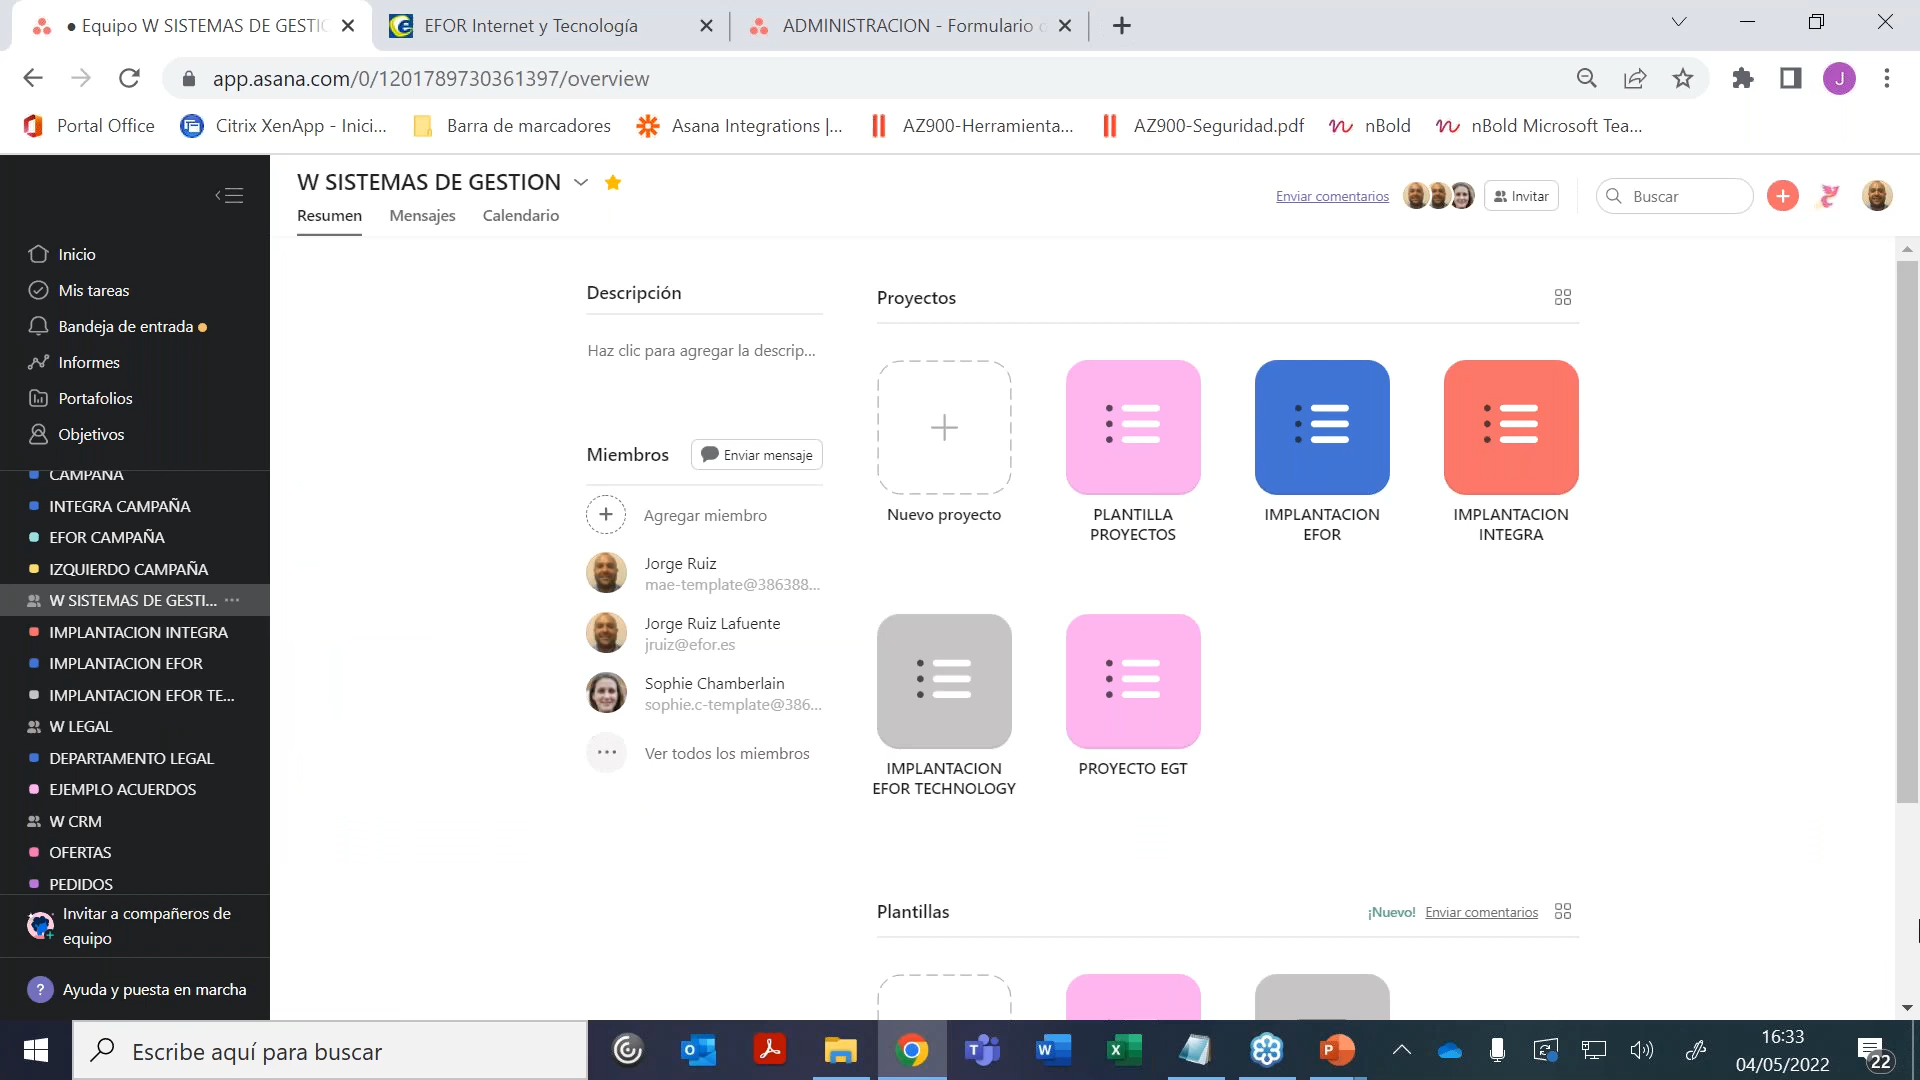 ● Equipo W SISTEMAS DE GESTIO
EFOR Internet y Tecnología
ADMINISTRACION - Formulario
app.asana.com/0/1201789730361397/overview
J
Portal Office
Citrix XenApp - Inici...
Barra de marcadores
Asana Integrations |...
AZ900-Herramienta...
AZ900-Seguridad.pdf
nBold
nBold Microsoft Tea...
W SISTEMAS DE GESTION
Resumen
Mensajes
Calendario
Enviar comentarios
Invitar
Buscar
Inicio
Mis tareas
Bandeja de entrada
Informes
Portafolios
Objetivos
CAMPAÑA
INTEGRA CAMPAÑA
EFOR CAMPAÑA
IZQUIERDO CAMPAÑA
W SISTEMAS DE GESTI...
IMPLANTACION INTEGRA
IMPLANTACION EFOR
IMPLANTACION EFOR TE...
W LEGAL
DEPARTAMENTO LEGAL
EJEMPLO ACUERDOS
W CRM
OFERTAS
PEDIDOS
Invitar a compañeros de
equipo
? Ayuda y puesta en marcha
Descripción
Haz clic para agregar la descrip...
Miembros
Enviar mensaje
Agregar miembro
Jorge Ruiz
mae-template@386388...
Jorge Ruiz Lafuente
jruiz@efor.es
Sophie Chamberlain
sophie.c-template@386...
Ver todos los miembros
Proyectos
Nuevo proyecto
PLANTILLA
PROYECTOS
IMPLANTACION
EFOR
IMPLANTACION
INTEGRA
IMPLANTACION
EFOR TECHNOLOGY
PROYECTO EGT
Plantillas
¡Nuevo!
Enviar comentarios
Escribe aquí para buscar
16:33
04/05/2022
22